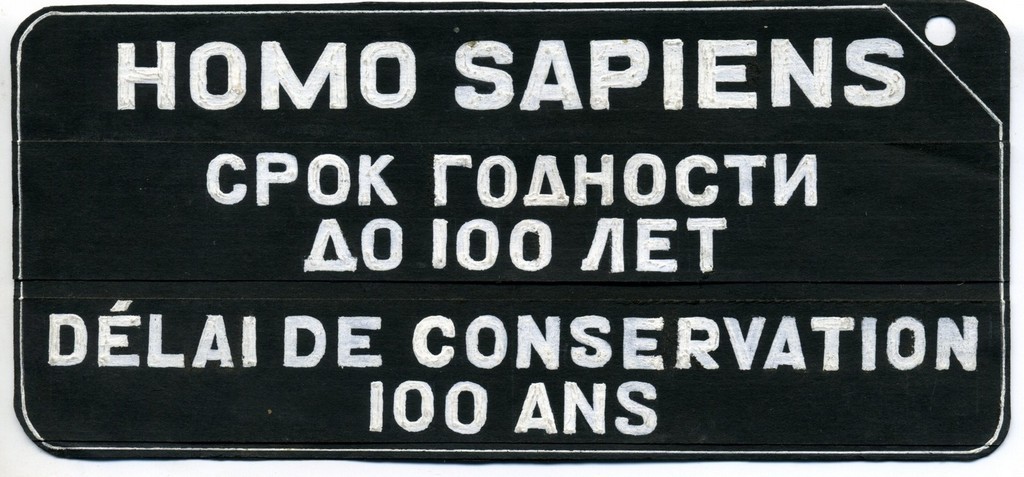 HOMO SAPIENS
СРОК ГОДНОСТИ
ДО 100 ЛЕТ
DÉLAI DE CONSERVATION
100 ANS